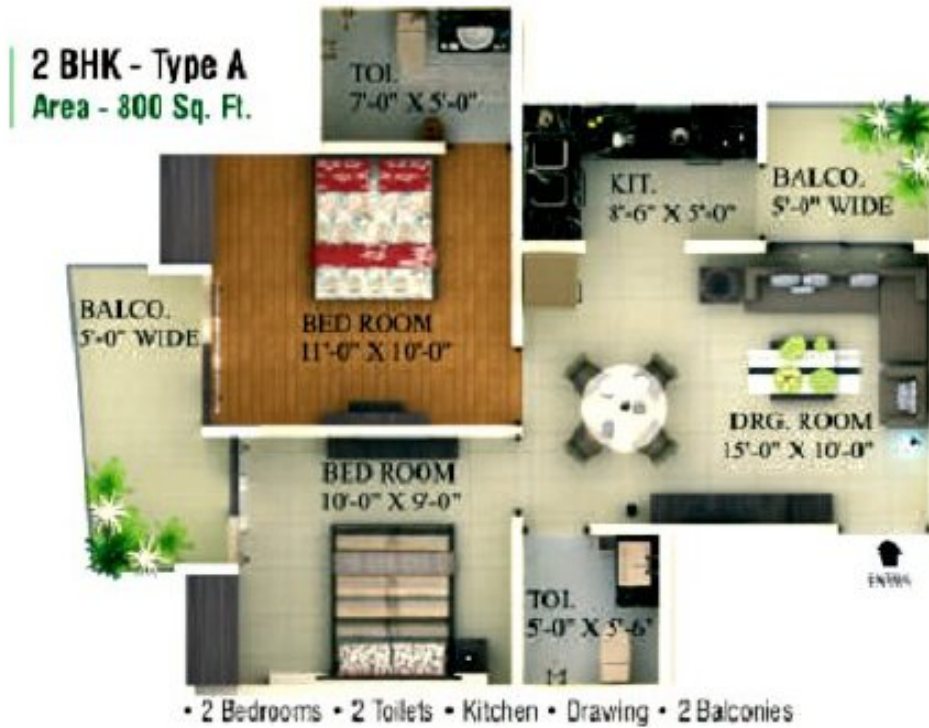 2 BHK - Type A
Area - 800 Sq. Ft.
TOI.
7'-0" X 5'-0"
KIT.
8'-6" X 5'-0"
BALCO.
5'-0" WIDE
BALCO.
5'-0" WIDE
BED ROOM
11'-0" X 10'-0"
DRG. ROOM
15'-0" X 10'-0"
BED ROOM
10'-0" X 9'-0"
TOI.
5'-0" X 5'-6"
• 2 Bedrooms • 2 Toilets • Kitchen • Drawing • 2 Balconies